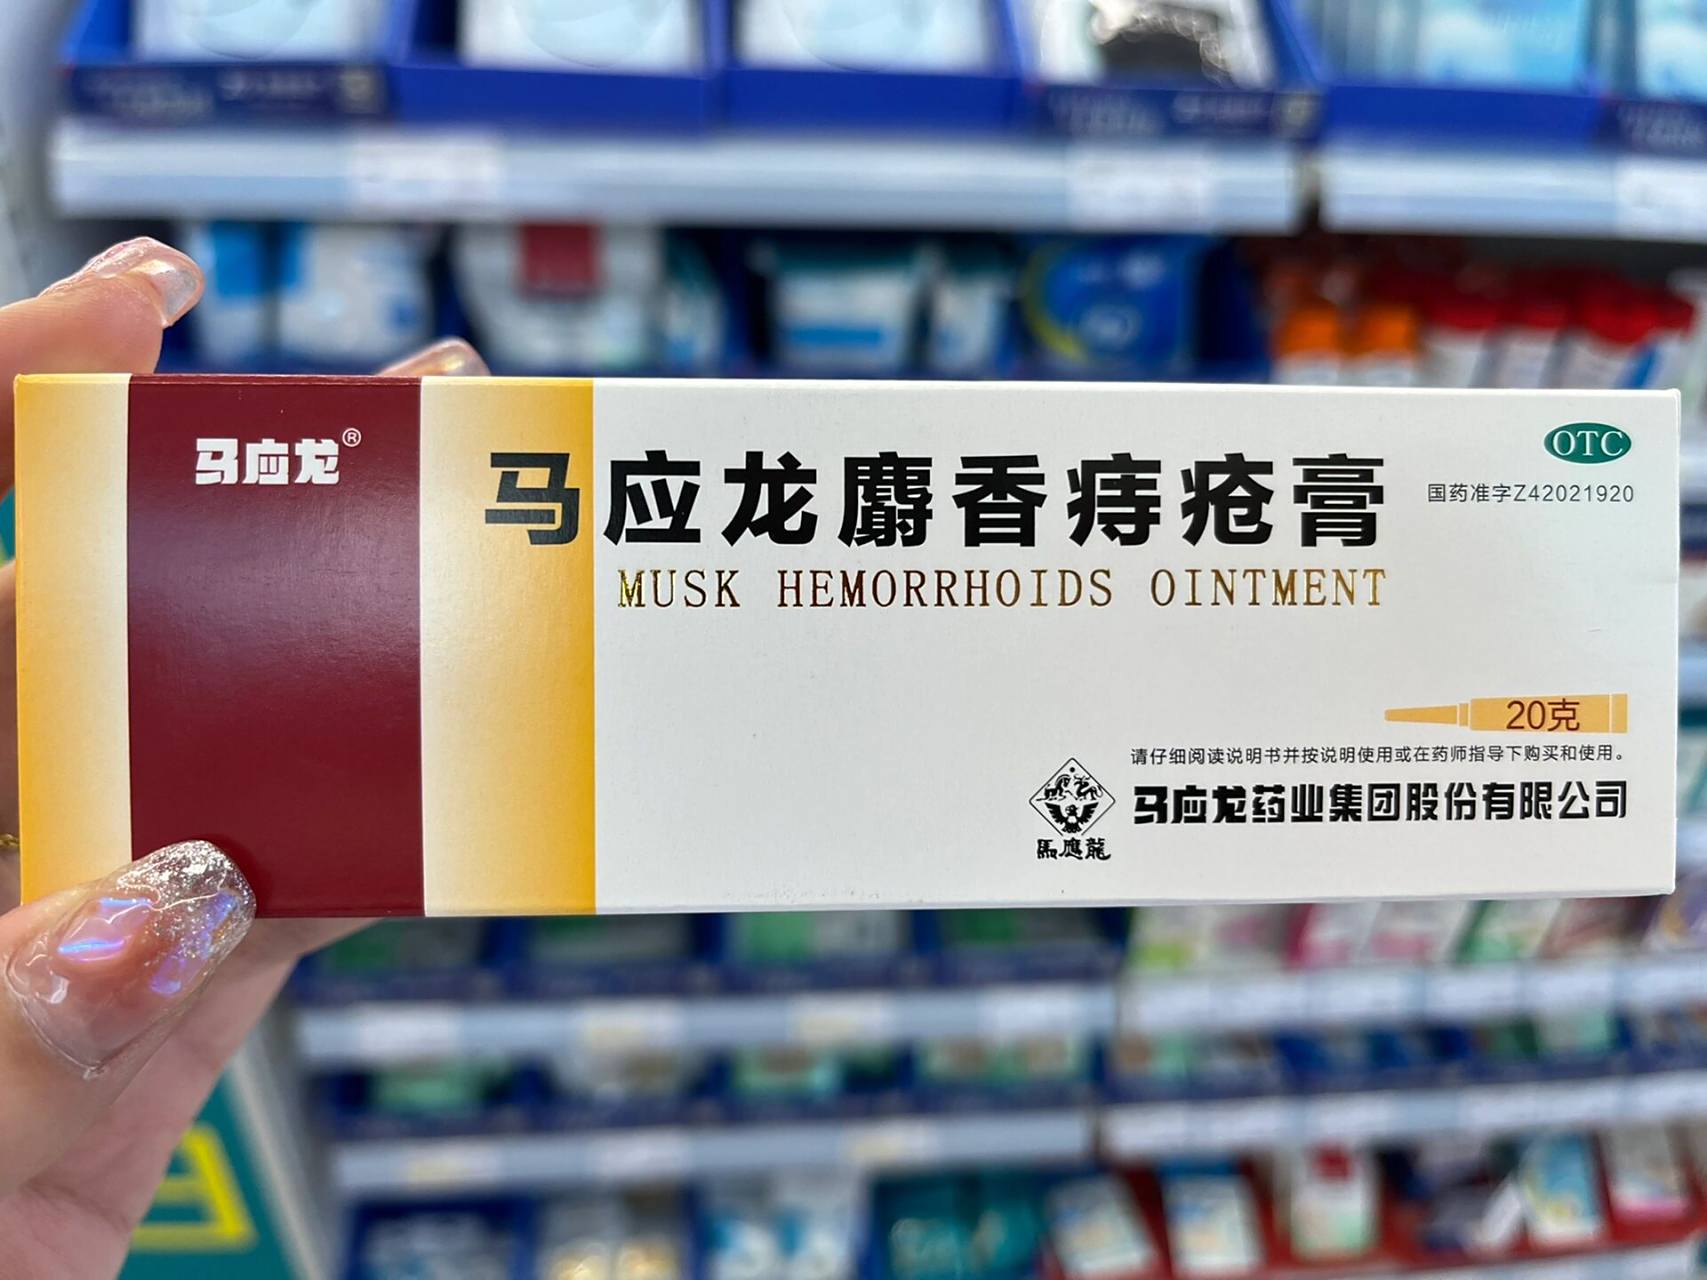 马应龙®
马应龙麝香痔疮膏
MUSK HEMORRHOIDS OINTMENT
OTC
国药准字Z42021920
20克
请仔细阅读说明书并按说明使用或在药师指导下购买和使用。
马应龙药业集团股份有限公司
馬應龍